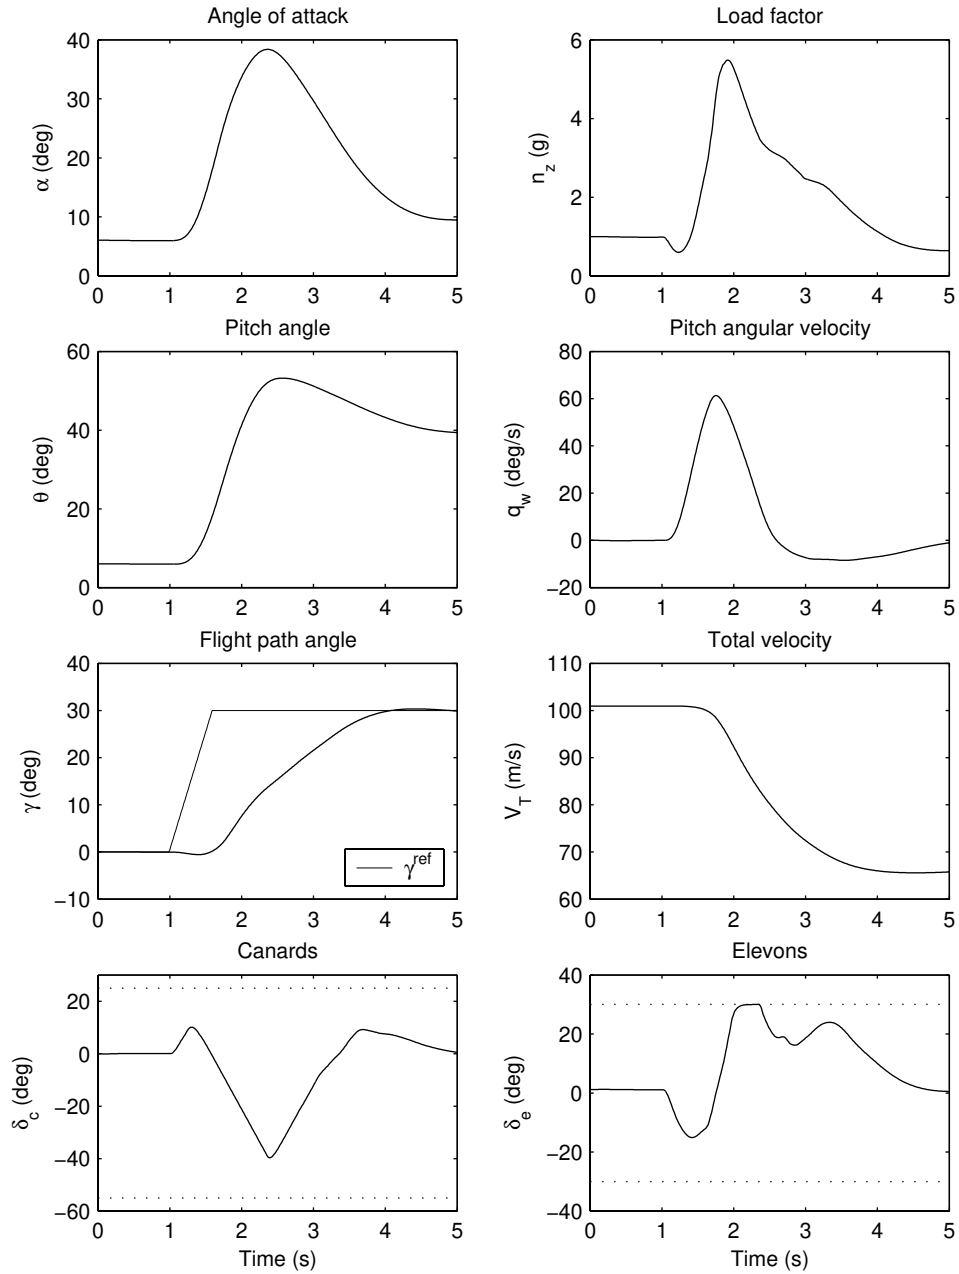 Angle of attack
40
30
20
10
0
α (deg)
0 1 2 3 4 5
Load factor
6
4
2
0
n_z (g)
0 1 2 3 4 5
Pitch angle
60
40
20
0
θ (deg)
0 1 2 3 4 5
Pitch angular velocity
80
60
40
20
0
−20
q_w (deg/s)
0 1 2 3 4 5
Flight path angle
40
30
20
10
0
−10
γ (deg)
γ^ref
0 1 2 3 4 5
Total velocity
110
100
90
80
70
60
V_T (m/s)
0 1 2 3 4 5
Canards
20
0
−20
−40
−60
δ_c (deg)
0 1 2 3 4 5
Time (s)
Elevons
40
20
0
−20
−40
δ_e (deg)
0 1 2 3 4 5
Time (s)